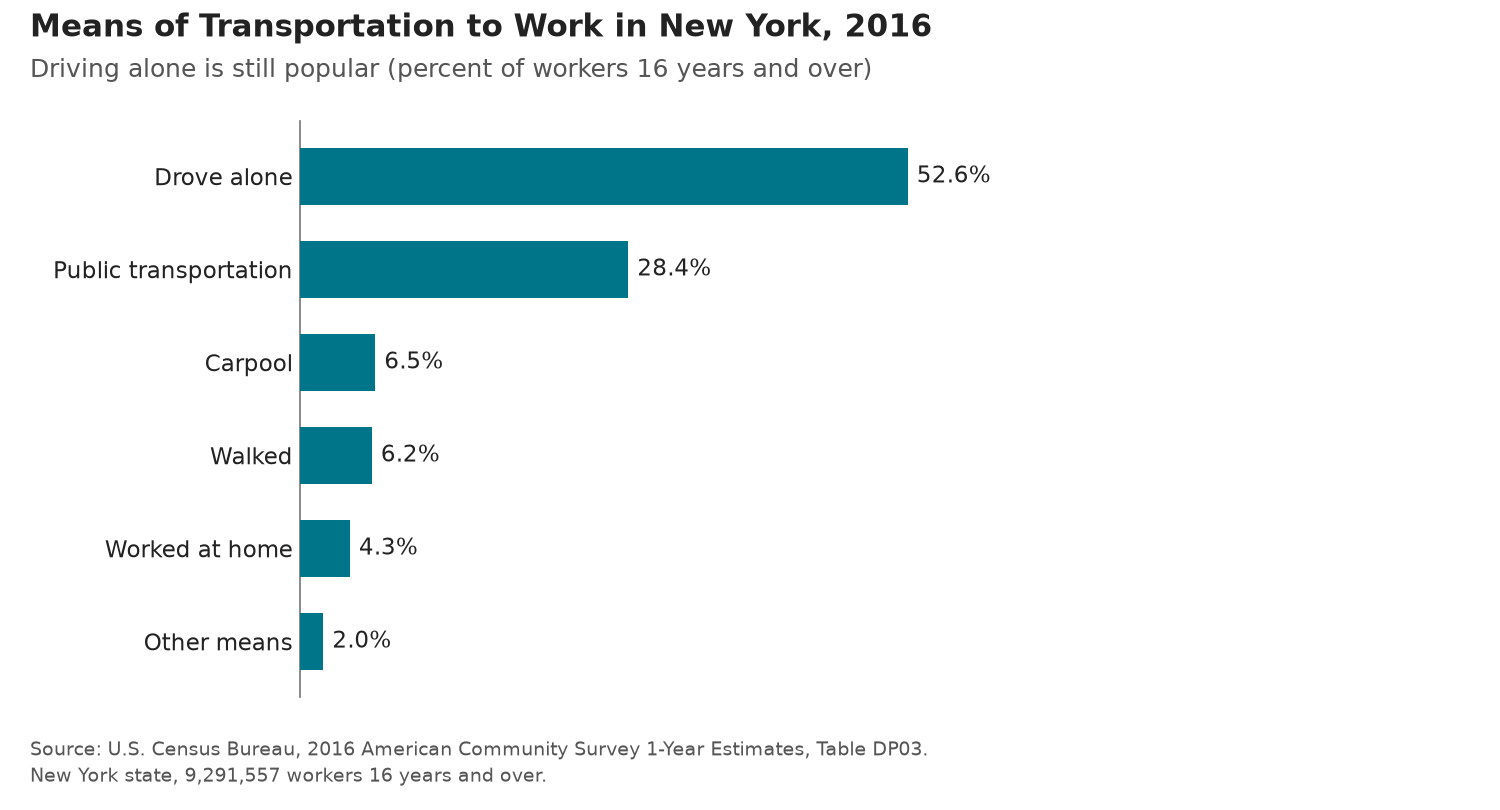 Means of Transportation to Work in New York, 2016
Driving alone is still popular (percent of workers 16 years and over)
Drove alone 52.6%
Public transportation 28.4%
Carpool 6.5%
Walked 6.2%
Worked at home 4.3%
Other means 2.0%
Source: U.S. Census Bureau, 2016 American Community Survey 1-Year Estimates, Table DP03.
New York state, 9,291,557 workers 16 years and over.